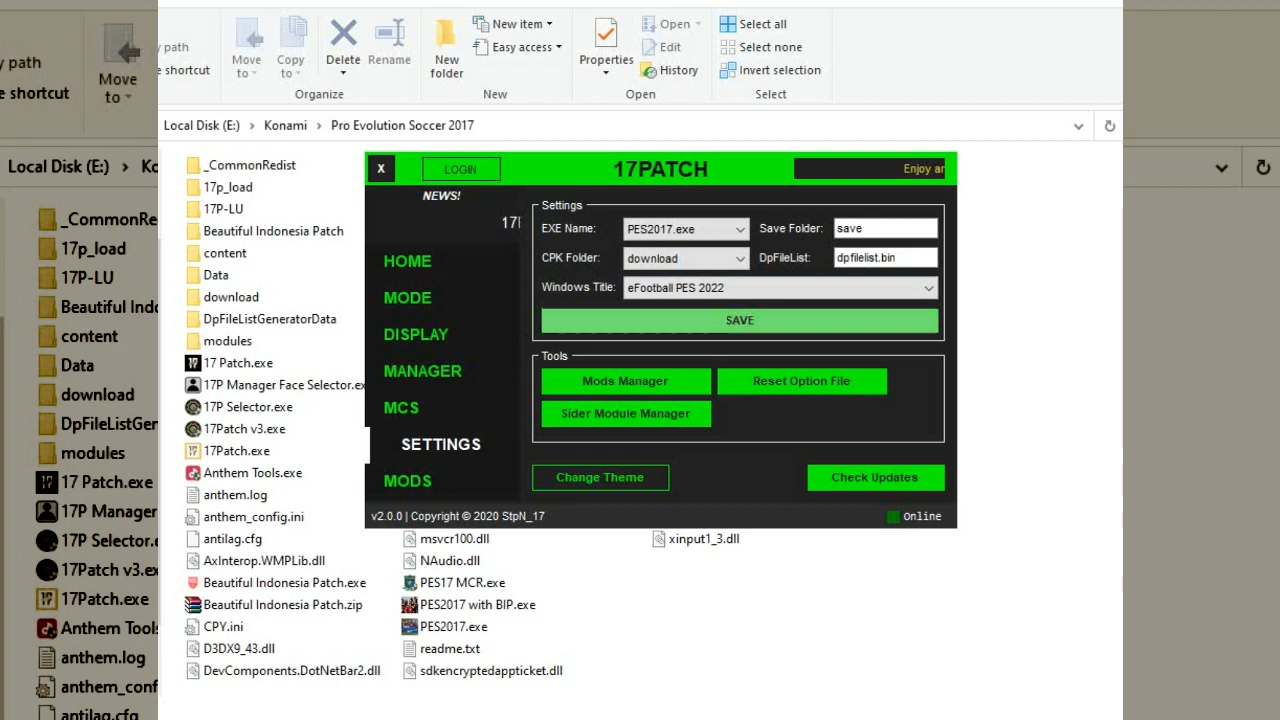 y path
e shortcut
Move
to
Local Disk (E:)
_CommonRe
17p_load
17P-LU
Beautiful Ind
content
Data
download
DpFileListGe
modules
17 Patch.exe
17P Manager
17P Selector.e
17Patch v3.ex
17Patch.exe
Anthem Tools
anthem.log
anthem_conf
antilag.cfg
path
shortcut
Move
to
Copy
to
Delete
Rename
Organize
New
folder
New item
Easy access
New
Properties
Open
Edit
History
Open
Select all
Select none
Invert selection
Select
Local Disk (E:) > Konami > Pro Evolution Soccer 2017
_CommonRedist
17p_load
17P-LU
Beautiful Indonesia Patch
content
Data
download
DpFileListGeneratorData
modules
17 Patch.exe
17P Manager Face Selector.ex
17P Selector.exe
17Patch v3.exe
17Patch.exe
Anthem Tools.exe
anthem.log
anthem_config.ini
antilag.cfg
AxInterop.WMPLib.dll
Beautiful Indonesia Patch.exe
Beautiful Indonesia Patch.zip
CPY.ini
D3DX9_43.dll
DevComponents.DotNetBar2.dll
msvcr100.dll
NAudio.dll
PES17 MCR.exe
PES2017 with BIP.exe
PES2017.exe
readme.txt
sdkencryptedappticket.dll
xinput1_3.dll
X
LOGIN
17PATCH
Enjoy ar
NEWS!
17
HOME
MODE
DISPLAY
MANAGER
MCS
SETTINGS
MODS
Settings
EXE Name: PES2017.exe Save Folder: save
CPK Folder: download DpFileList: dpfilelist.bin
Windows Title: eFootball PES 2022
SAVE
Tools
Mods Manager Reset Option File
Sider Module Manager
Change Theme Check Updates
v2.0.0 | Copyright © 2020 StpN_17 Online